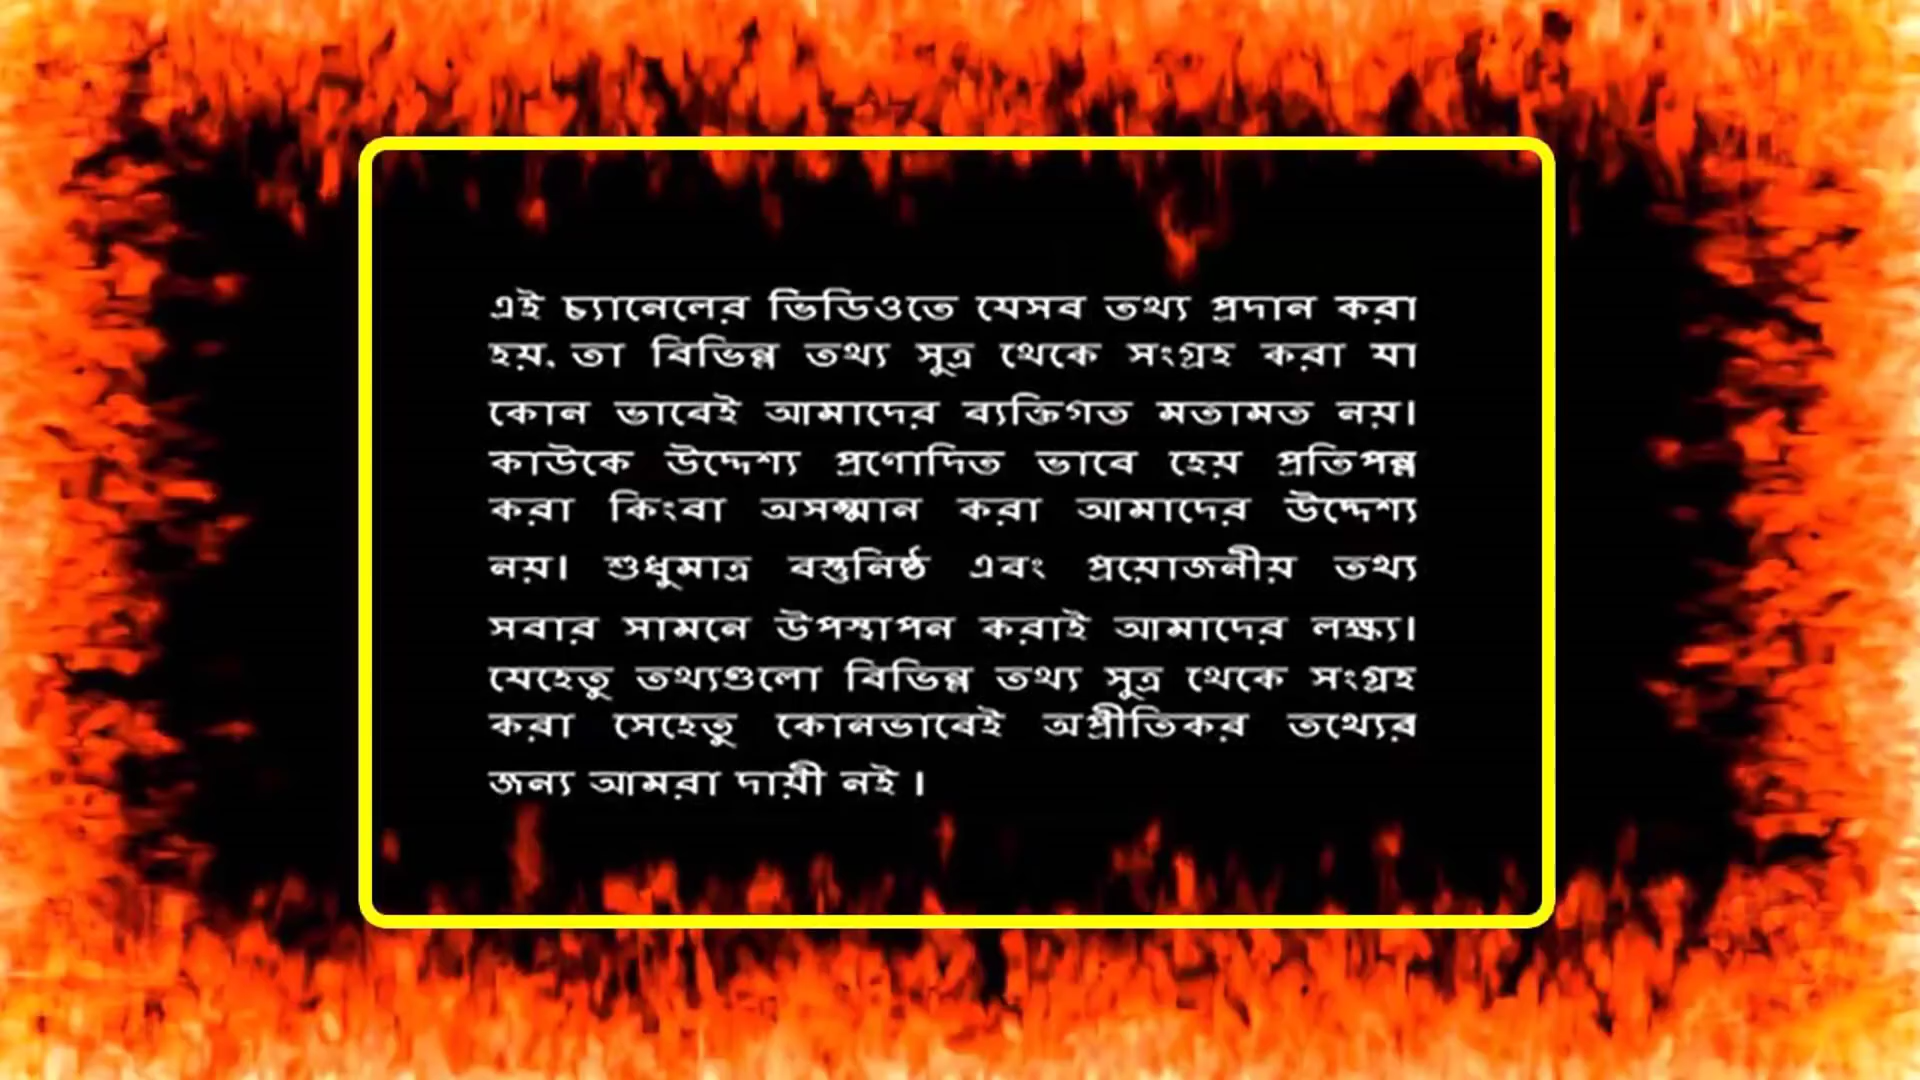 এই চ্যানেলের ভিডিওতে যেসব তথ্য প্রদান করা
হয়. তা বিভিন্ন তথ্য সুত্র থেকে সংগ্রহ করা যা
কোন ভাবেই আমাদের ব্যক্তিগত মতামত নয়।
কাউকে উদ্দেশ্য প্রণোদিত ভাবে হেয় প্রতিপন্ন
করা কিংবা অসম্মান করা আমাদের উদ্দেশ্য
নয়। শুধুমাত্র বস্তুনিষ্ঠ এবং প্রয়োজনীয় তথ্য
সবার সামনে উপস্থাপন করাই আমাদের লক্ষ্য।
যেহেতু তথ্যগুলো বিভিন্ন তথ্য সুত্র থেকে সংগ্রহ
করা সেহেতু কোনভাবেই অপ্রীতিকর তথ্যের
জন্য আমরা দায়ী নই ।